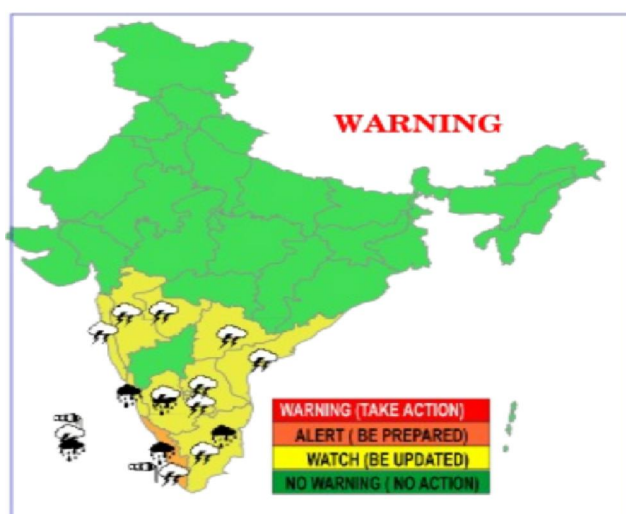 WARNING
WARNING (TAKE ACTION)
ALERT ( BE PREPARED)
WATCH (BE UPDATED)
NO WARNING ( NO ACTION)